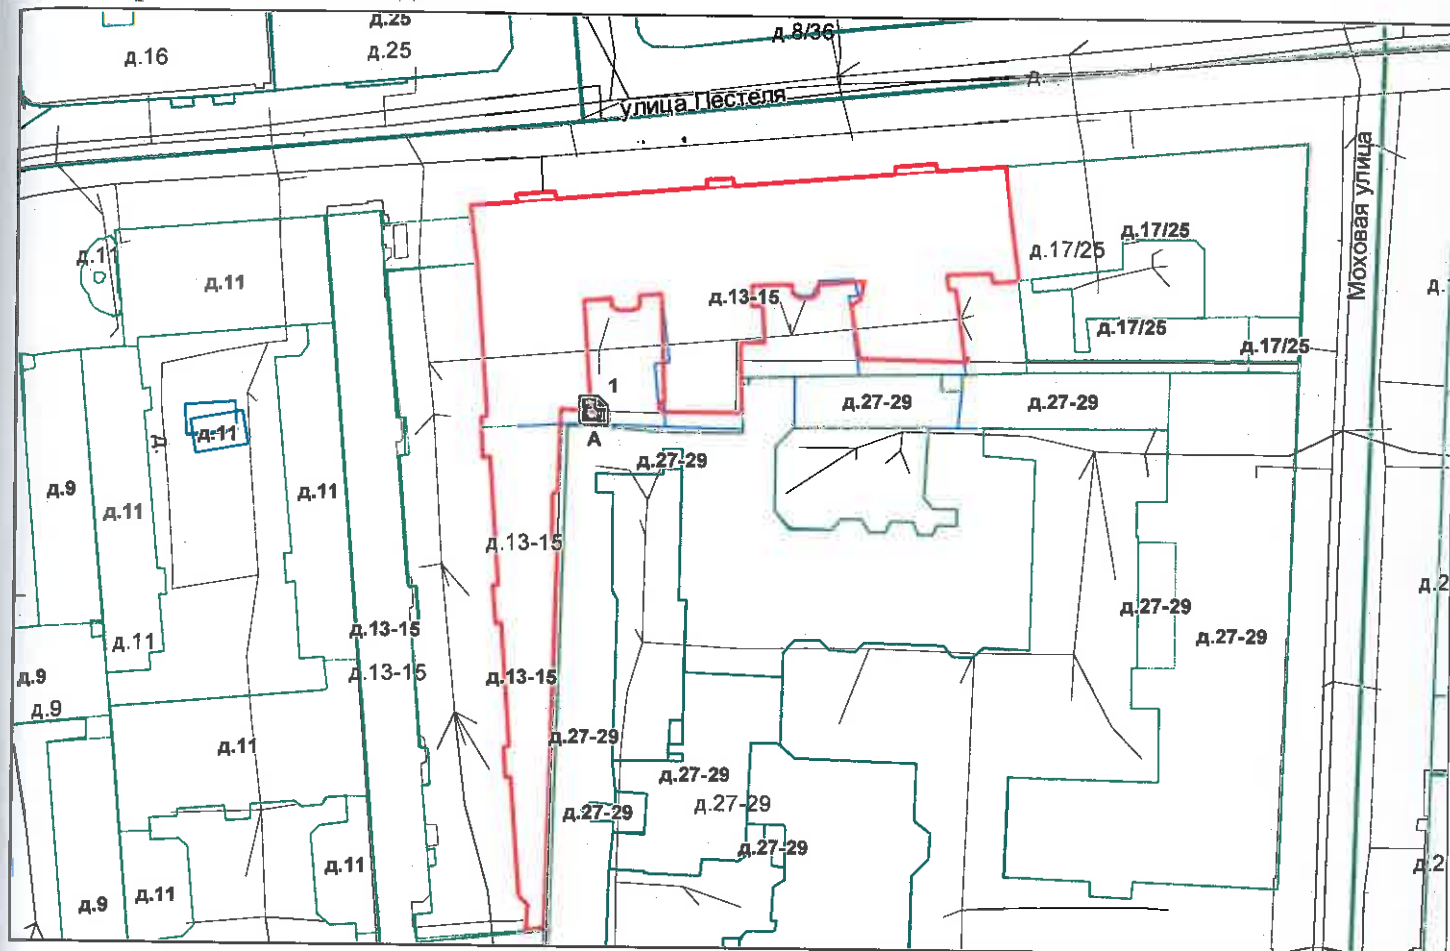 д.25
д.16
д.25
д.8/36
улица Пестеля
д.
Моховая улица
д.11
д.17/25
д.17/25
д.11
д.13-15
д.17/25
д.17/25
1
д.27-29
д.27-29
д.11
д.
А
д.27-29
д.9
д.11
д.11
д.13-15
д.27-29
д.13-15
д.27-29
д.11
д.13-15
д.13-15
д.9
д.9
д.11
д.27-29
д.27-29
д.27-29
д.27-29
д.27-29
д.11
д.11
д.9